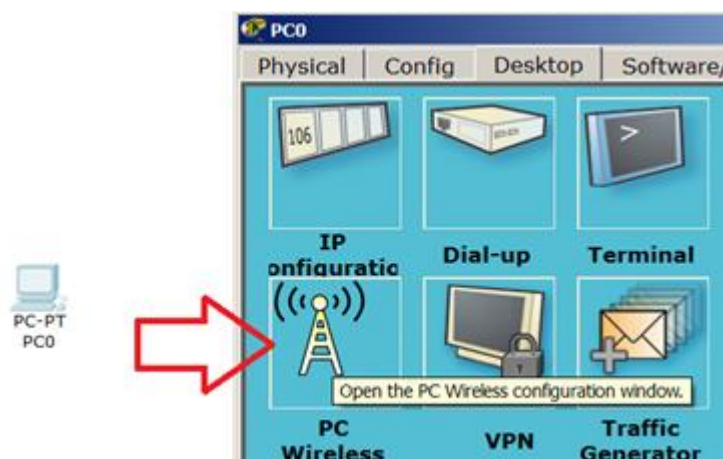 PC0
Physical Config Desktop Software/
106
IP
onfiguratio
Dial-up
Terminal
PC-PT
PC0
Open the PC Wireless configuration window.
PC
Wireless
VPN
Traffic
Generator